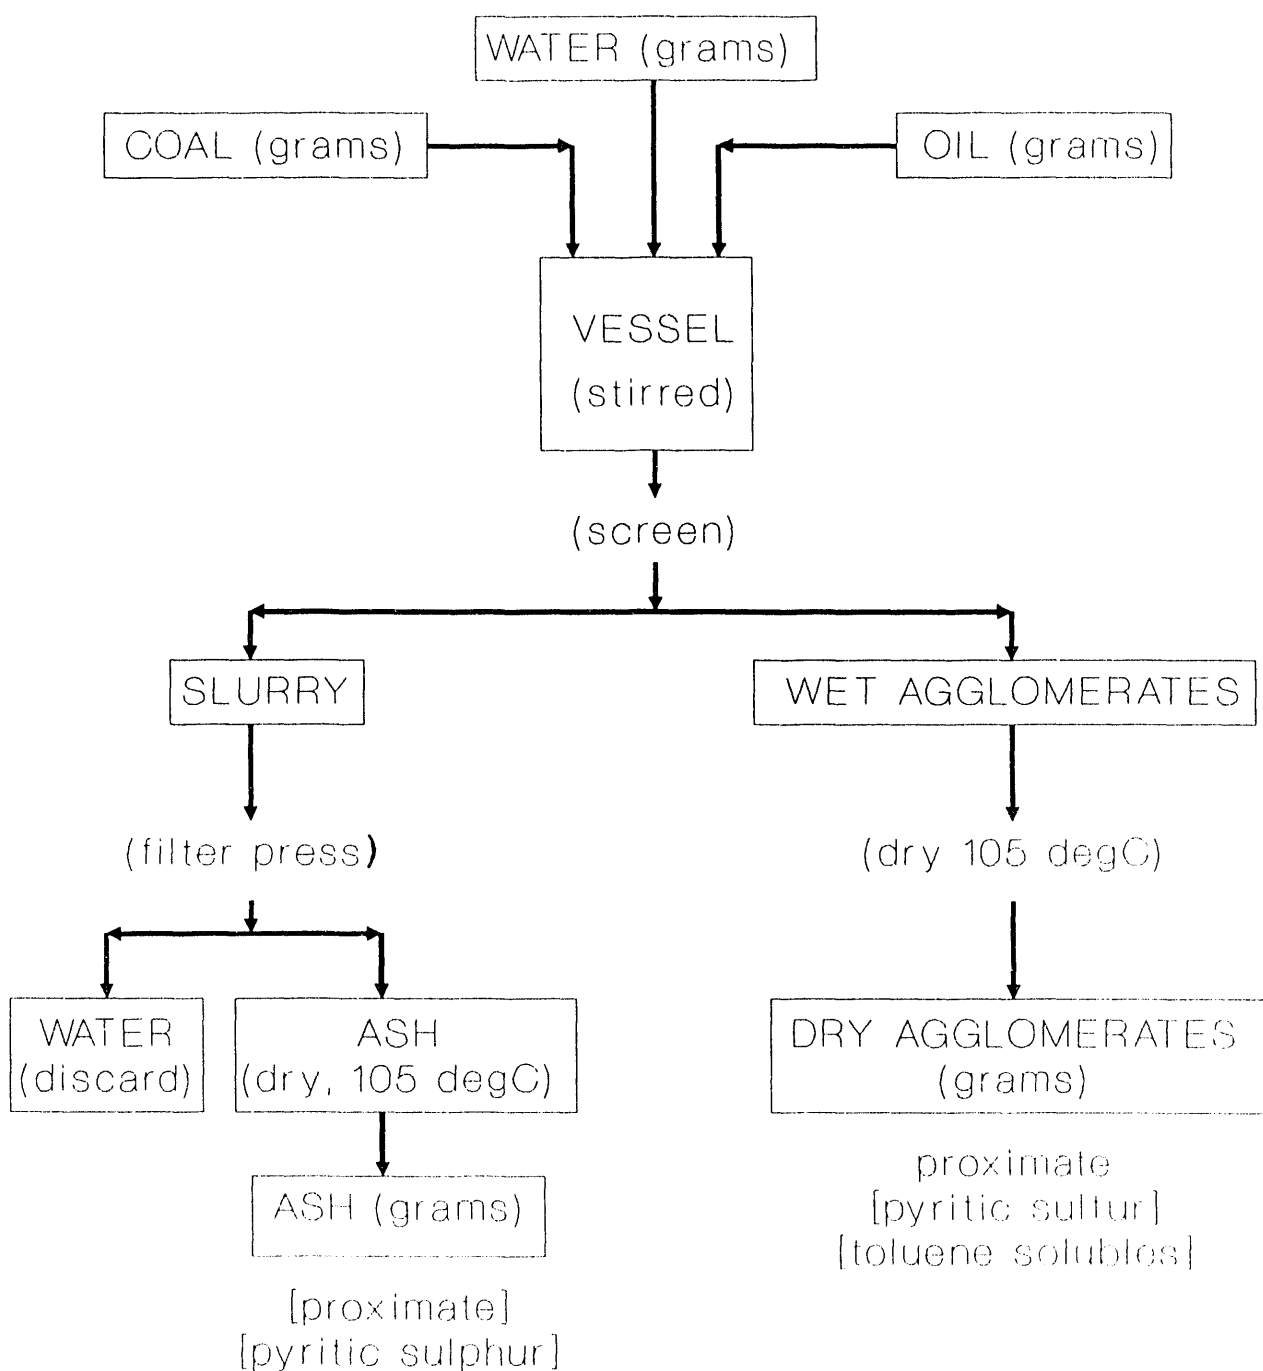 WATER (grams)
COAL (grams)
OIL (grams)
VESSEL
(stirred)
(screen)
SLURRY
WET AGGLOMERATES
(filter press)
(dry 105 degC)
WATER
(discard)
ASH
(dry, 105 degC)
DRY AGGLOMERATES
(grams)
ASH (grams)
proximate
[pyritic sulfur]
[toluene solubles]
[proximate]
[pyritic sulphur]